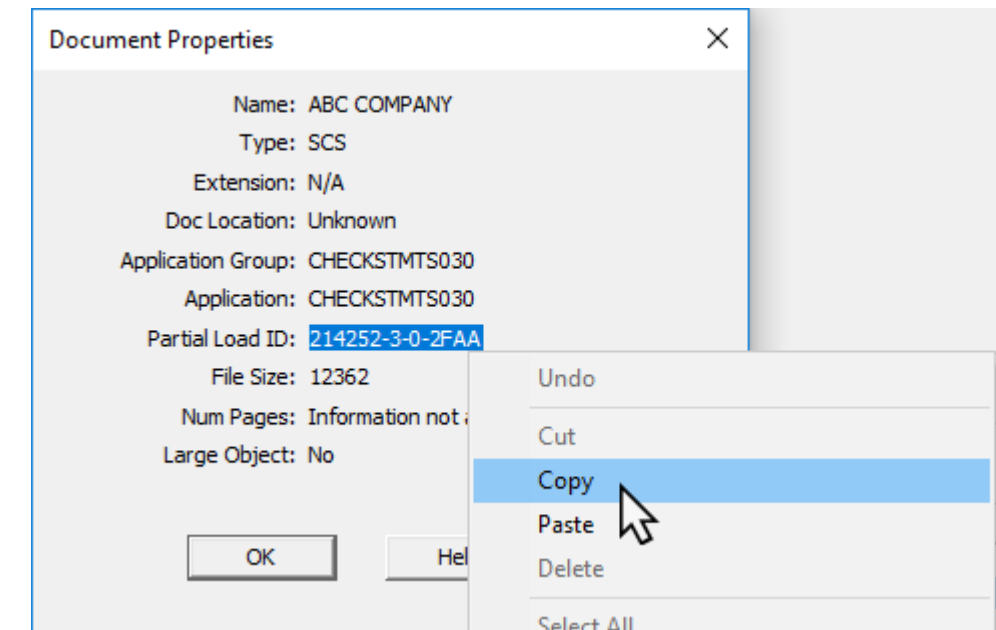 Document Properties
Name: ABC COMPANY
Type: SCS
Extension: N/A
Doc Location: Unknown
Application Group: CHECKSTMTS030
Application: CHECKSTMTS030
Partial Load ID: 214252-3-0-2FAA
File Size: 12362
Num Pages: Information not
Large Object: No
OK
Hel
Undo
Cut
Copy
Paste
Delete
Select All